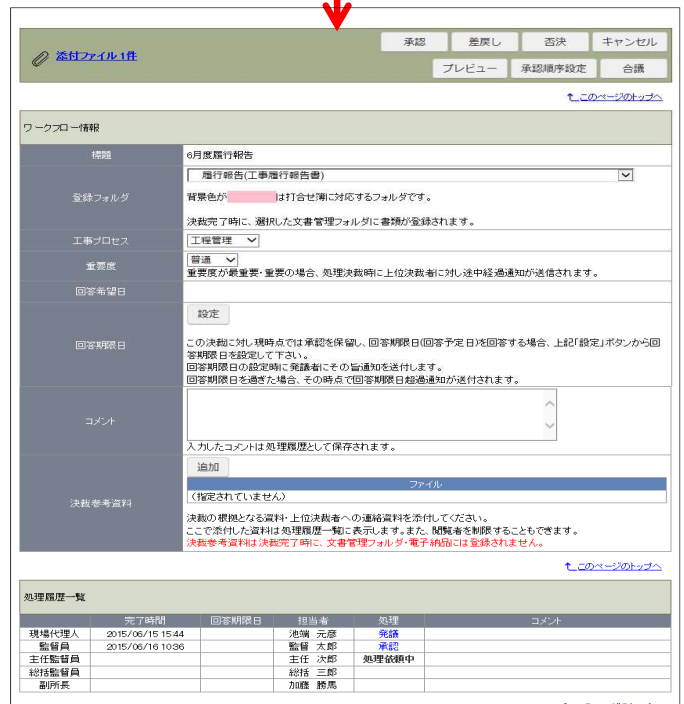 添付ファイル 1件
承認 差戻し 否決 キャンセル
プレビュー 承認順序設定 合議
↑ このページのトップへ
ワークフロー情報
標題 6月度履行報告
登録フォルダ 履行報告(工事履行報告書)
背景色が は打合せ簿に対応するフォルダです。
決裁完了時に、選択した文書管理フォルダに書類が登録されます。
工事プロセス 工程管理
重要度 普通
重要度が最重要・重要の場合、処理決裁時に上位決裁者に対し途中経過通知が送信されます。
回答希望日
回答期限日 設定
この決裁に対し現時点では承認を保留し、回答期限日(回答予定日)を回答する場合、上記「設定」ボタンから回
答期限日を設定して下さい。
回答期限日の設定時に発議者にその旨通知を送付します。
回答期限日を過ぎた場合、その時点で回答期限日超過通知が送付されます。
コメント
入力したコメントは処理履歴として保存されます。
決裁参考資料 追加
ファイル
(指定されていません)
決裁の根拠となる資料・上位決裁者への連絡資料を添付してください。
ここで添付した資料は処理履歴一覧に表示します。また、閲覧者を制限することもできます。
決裁参考資料は決裁完了時に、文書管理フォルダ・電子納品には登録されません。
↑ このページのトップへ
処理履歴一覧
完了時間 回答期限日 担当者 処理 コメント
現場代理人 2015/06/15 15:44 池端 元彦 発議
監督員 2015/06/16 10:36 監督 太郎 承認
主任監督員 主任 次郎 処理依頼中
総括監督員 総括 三郎
副所長 加藤 勝馬